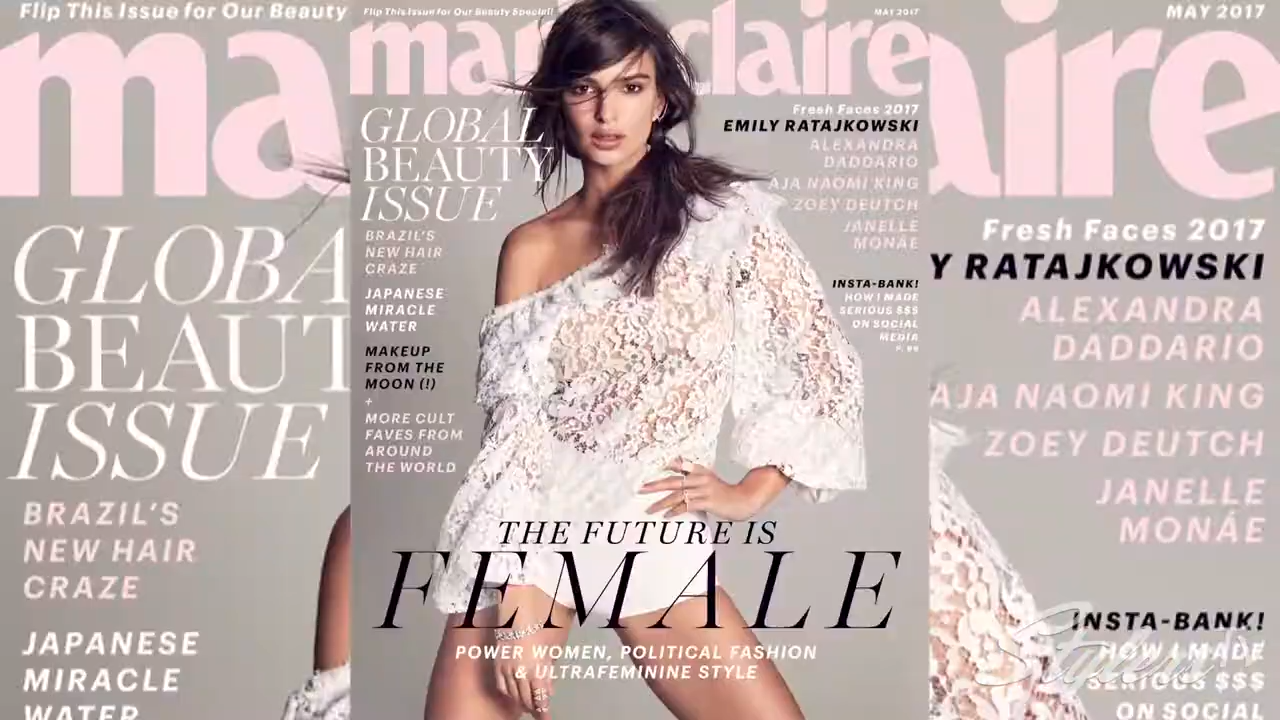 Flip This Issue for Our Beauty
ma
GLOBA
BEAUT
ISSUE
BRAZIL'S
NEW HAIR
CRAZE
JAPANESE
MIRACLE
WATER
Flip This Issue for Our Beauty Special!
MAY 2017
mari claire
Fresh Faces 2017
EMILY RATAJKOWSKI
ALEXANDRA
DADDARIO
AJA NAOMI KING
ZOEY DEUTCH
JANELLE
MONÁE
GLOBAL
BEAUTY
ISSUE
BRAZIL'S
NEW HAIR
CRAZE
JAPANESE
MIRACLE
WATER
MAKEUP
FROM THE
MOON (!)
+
MORE CULT
FAVES FROM
AROUND
THE WORLD
INSTA-BANK!
HOW I MADE
SERIOUS $$$
ON SOCIAL
MEDIA
THE FUTURE IS
FEMALE
POWER WOMEN, POLITICAL FASHION
& ULTRAFEMININE STYLE
MAY 2017
aire
Fresh Faces 2017
Y RATAJKOWSKI
ALEXANDRA
DADDARIO
AJA NAOMI KING
ZOEY DEUTCH
JANELLE
MONÁE
INSTA-BANK!
HOW I MADE
SERIOUS $$$
ON SOCIAL